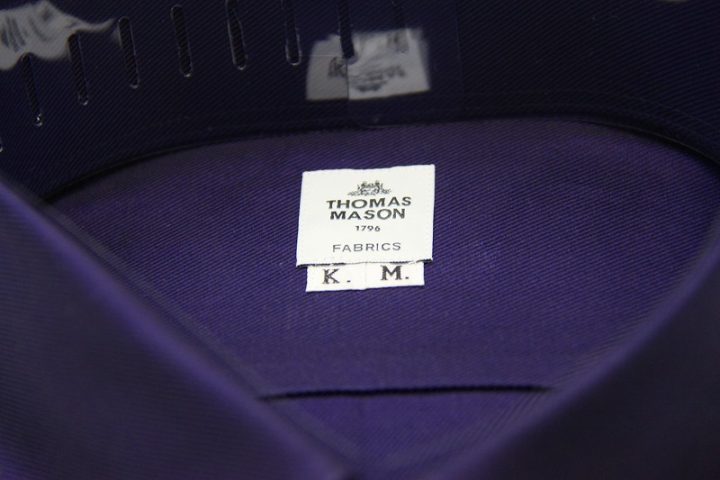 THOMAS
MASON
1796
FABRICS
K. M.